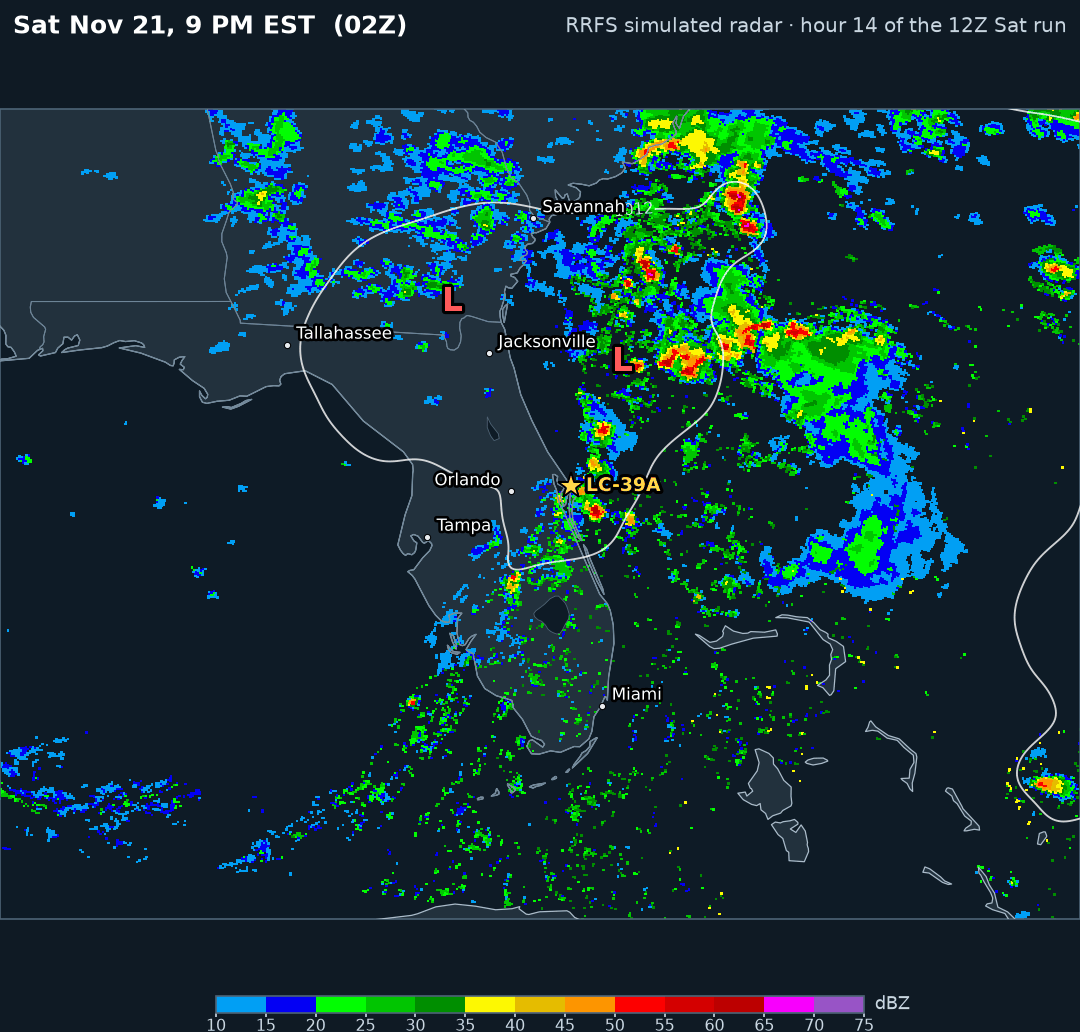 Sat Nov 21, 9 PM EST (02Z)
RRFS simulated radar · hour 14 of the 12Z Sat run
Savannah
L
Tallahassee
Jacksonville
L
Orlando
LC-39A
Tampa
Miami
dBZ
10 15 20 25 30 35 40 45 50 55 60 65 70 75